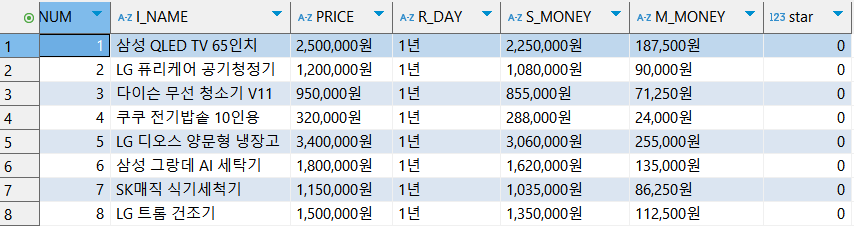 NUM A-Z I_NAME A-Z PRICE A-Z R_DAY A-Z S_MONEY A-Z M_MONEY 123 star
1 1 삼성 QLED TV 65인치 2,500,000원 1년 2,250,000원 187,500원 0
2 2 LG 퓨리케어 공기청정기 1,200,000원 1년 1,080,000원 90,000원 0
3 3 다이슨 무선 청소기 V11 950,000원 1년 855,000원 71,250원 0
4 4 쿠쿠 전기밥솥 10인용 320,000원 1년 288,000원 24,000원 0
5 5 LG 디오스 양문형 냉장고 3,400,000원 1년 3,060,000원 255,000원 0
6 6 삼성 그랑데 AI 세탁기 1,800,000원 1년 1,620,000원 135,000원 0
7 7 SK매직 식기세척기 1,150,000원 1년 1,035,000원 86,250원 0
8 8 LG 트롬 건조기 1,500,000원 1년 1,350,000원 112,500원 0